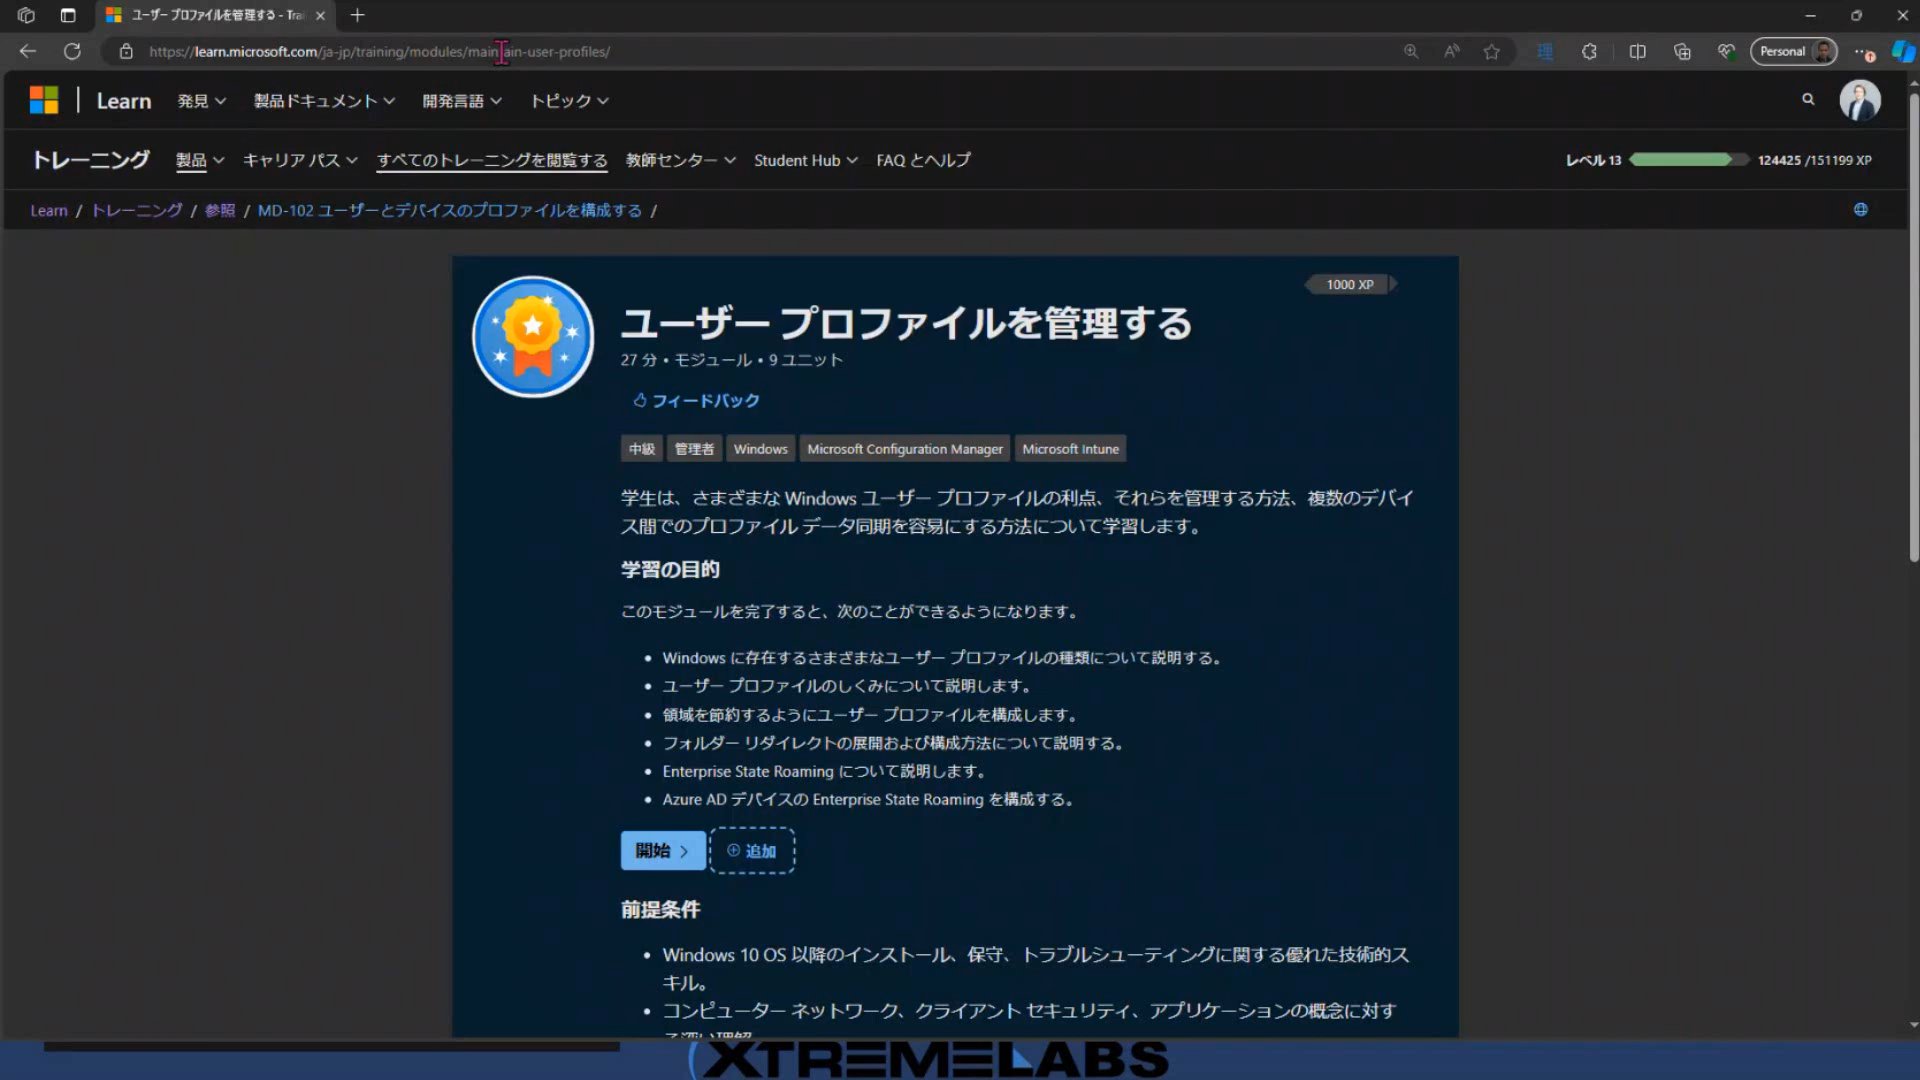 ユーザー プロファイルを管理する - Trai
https://learn.microsoft.com/ja-jp/training/modules/maintain-user-profiles/
Personal
Learn 発見 製品ドキュメント 開発言語 トピック
トレーニング 製品 キャリア パス すべてのトレーニングを閲覧する 教師センター Student Hub FAQ とヘルプ
レベル 13 124425 /151199 XP
Learn / トレーニング / 参照 / MD-102 ユーザーとデバイスのプロファイルを構成する /
1000 XP
ユーザー プロファイルを管理する
27 分 • モジュール • 9 ユニット
フィードバック
中級 管理者 Windows Microsoft Configuration Manager Microsoft Intune
学生は、さまざまな Windows ユーザー プロファイルの利点、それらを管理する方法、複数のデバイ
ス間でのプロファイル データ同期を容易にする方法について学習します。
学習の目的
このモジュールを完了すると、次のことができるようになります。
• Windows に存在するさまざまなユーザー プロファイルの種類について説明する。
• ユーザー プロファイルのしくみについて説明します。
• 領域を節約するようにユーザー プロファイルを構成します。
• フォルダー リダイレクトの展開および構成方法について説明する。
• Enterprise State Roaming について説明します。
• Azure AD デバイスの Enterprise State Roaming を構成する。
開始 > 追加
前提条件
• Windows 10 OS 以降のインストール、保守、トラブルシューティングに関する優れた技術的ス
キル。
• コンピューター ネットワーク、クライアント セキュリティ、アプリケーションの概念に対す
る深い理解
XTREMELABS